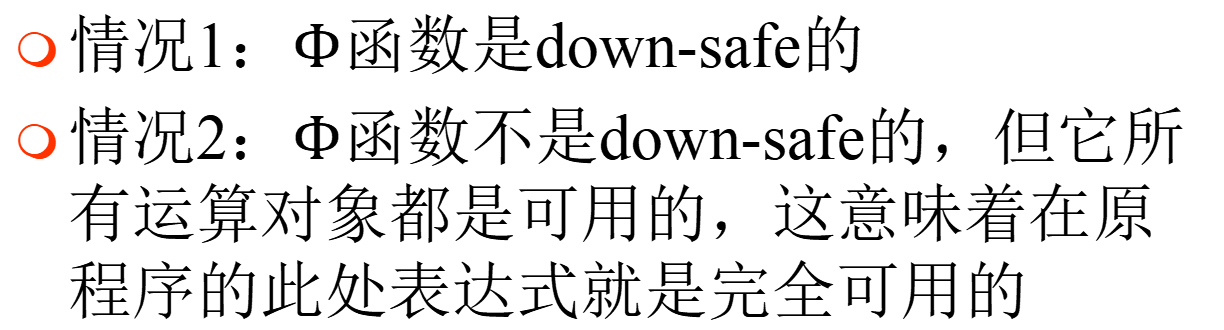 情况1：Φ函数是down-safe的
情况2：Φ函数不是down-safe的，但它所
有运算对象都是可用的，这意味着在原
程序的此处表达式就是完全可用的